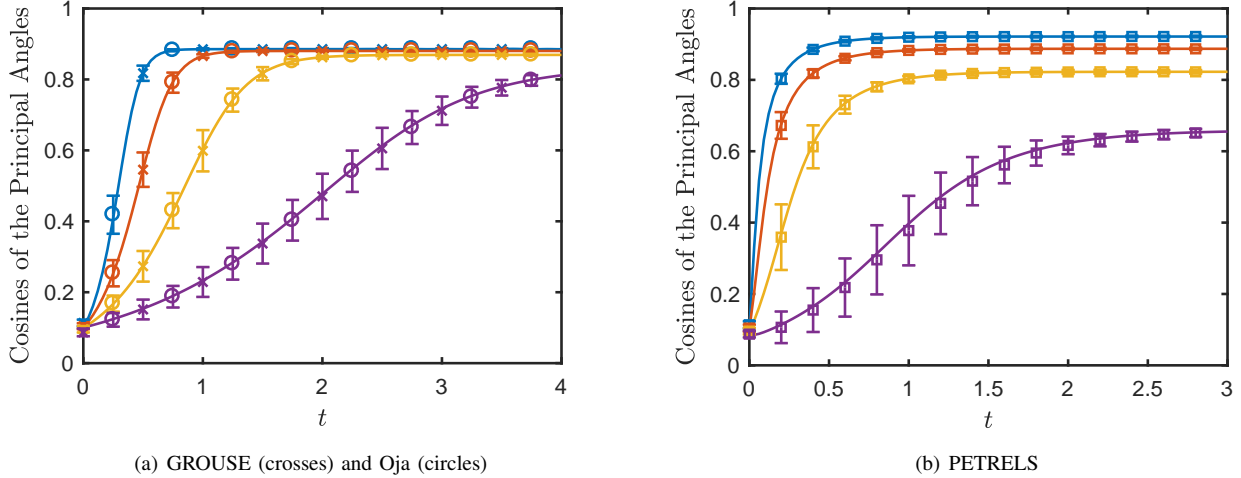 Cosines of the Principal Angles
1
0.8
0.6
0.4
0.2
0
0 1 2 3 4
t
(a) GROUSE (crosses) and Oja (circles)
Cosines of the Principal Angles
1
0.8
0.6
0.4
0.2
0
0 0.5 1 1.5 2 2.5 3
t
(b) PETRELS